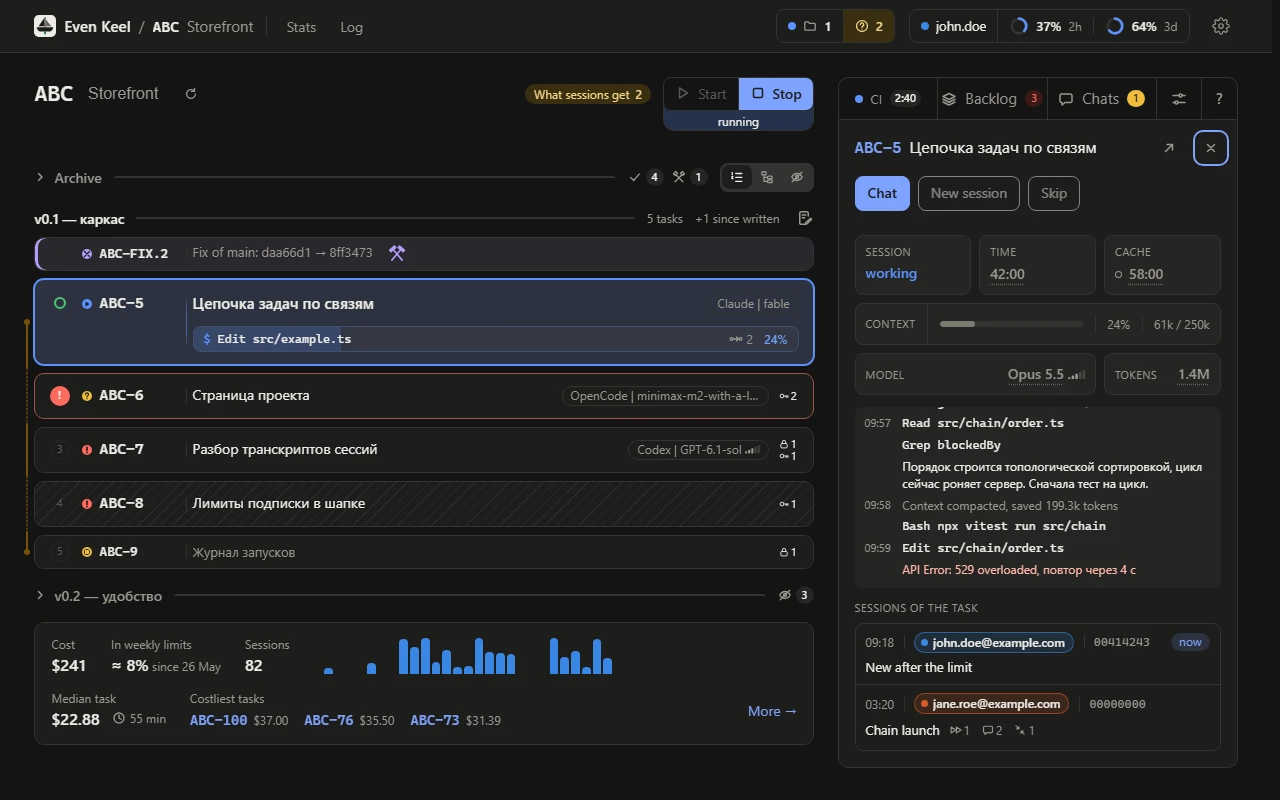 Even Keel / ABC Storefront Stats Log 1 2 john.doe 37% 2h 64% 3d
ABC Storefront What sessions get 2 Start Stop
running
Archive 4 1
v0.1 — каркас 5 tasks +1 since written
ABC-FIX.2 Fix of main: daa66d1 → 8ff3473
ABC-5 Цепочка задач по связям Claude | fable
$ Edit src/example.ts 2 24%
! ? ABC-6 Страница проекта OpenCode | minimax-m2-with-a-l... 2
3 ! ABC-7 Разбор транскриптов сессий Codex | GPT-6.1-sol 1 1
4 ! ABC-8 Лимиты подписки в шапке 1
5 ABC-9 Журнал запусков 1
v0.2 — удобство 3
Cost In weekly limits Sessions
$241 ≈ 8% since 26 May 82
Median task Costliest tasks
$22.88 55 min ABC-100 $37.00 ABC-76 $35.50 ABC-73 $31.39 More →
CI 2:40 Backlog 3 Chats 1 ?
ABC-5 Цепочка задач по связям
Chat New session Skip
SESSION TIME CACHE
working 42:00 58:00
CONTEXT 24% 61k / 250k
MODEL Opus 5.5 TOKENS 1.4M
09:57 Read src/chain/order.ts
Grep blockedBy
Порядок строится топологической сортировкой, цикл
сейчас роняет сервер. Сначала тест на цикл.
09:58 Context compacted, saved 199.3k tokens
Bash npx vitest run src/chain
09:59 Edit src/chain/order.ts
API Error: 529 overloaded, повтор через 4 с
SESSIONS OF THE TASK
09:18 john.doe@example.com 00414243 now
New after the limit
03:20 jane.roe@example.com 00000000
Chain launch 1 2 1